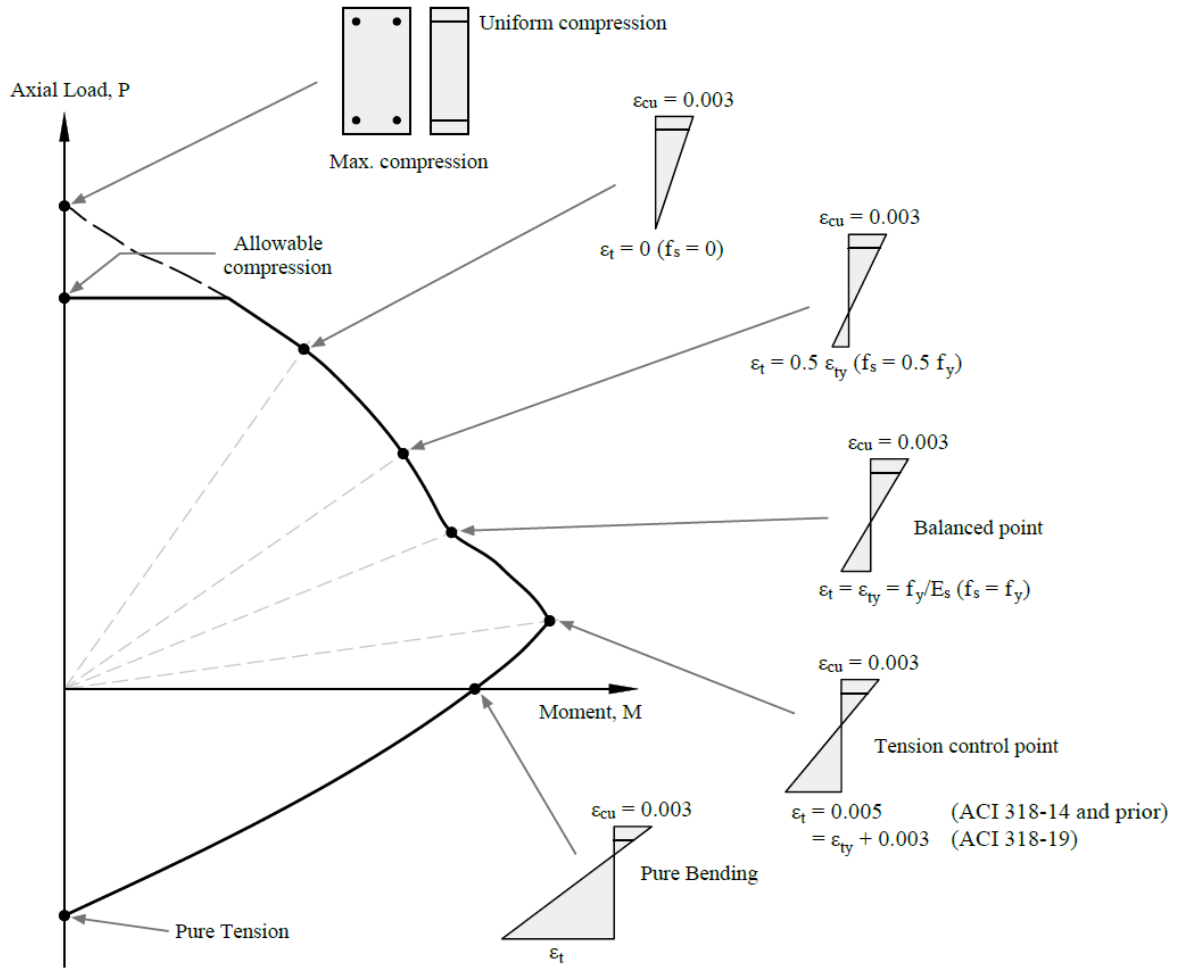 Uniform compression
Axial Load, P
εcu = 0.003
Max. compression
εcu = 0.003
Allowable
compression
εt = 0 (fs = 0)
εt = 0.5 εty (fs = 0.5 fy)
εcu = 0.003
Balanced point
εt = εty = fy/Es (fs = fy)
εcu = 0.003
Moment, M
Tension control point
εt = 0.005 (ACI 318-14 and prior)
= εty + 0.003 (ACI 318-19)
εcu = 0.003
Pure Bending
Pure Tension
εt